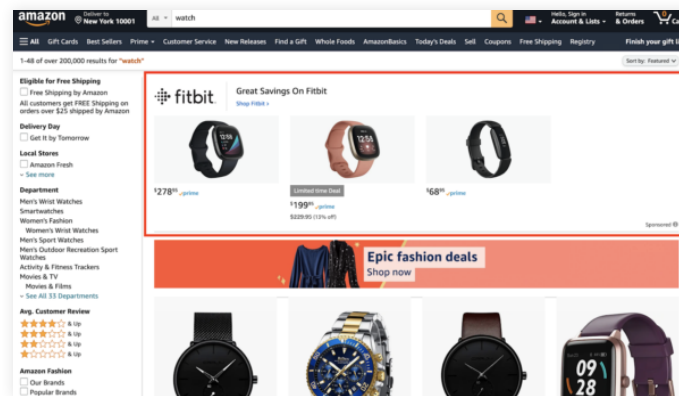 amazon
Deliver to
New York 10001
All
watch
Hello, Sign in
Account & Lists
Returns
& Orders
All Gift Cards Best Sellers Prime Customer Service New Releases Find a Gift Whole Foods AmazonBasics Today's Deals Sell Coupons Free Shipping Registry Finish your gift
1-48 of over 200,000 results for "watch"
Sort by: Featured
Eligible for Free Shipping
Free Shipping by Amazon
All customers get FREE Shipping on
orders over $25 shipped by Amazon
Delivery Day
Get It by Tomorrow
Local Stores
Amazon Fresh
See more
Department
Men's Wrist Watches
Smartwatches
Women's Fashion
Women's Wrist Watches
Men's Sport Watches
Men's Outdoor Recreation Sport
Watches
Activity & Fitness Trackers
Movies & TV
Movies & Films
See All 33 Departments
Avg. Customer Review
& Up
& Up
& Up
& Up
Amazon Fashion
Our Brands
Popular Brands
fitbit
Great Savings On Fitbit
Shop Fitbit ›
12:58
$278⁹⁵ prime
Limited time Deal
$199⁹⁵ prime
$229.95 (13% off)
$68⁹⁵ prime
Sponsored
Epic fashion deals
Shop now
09
28